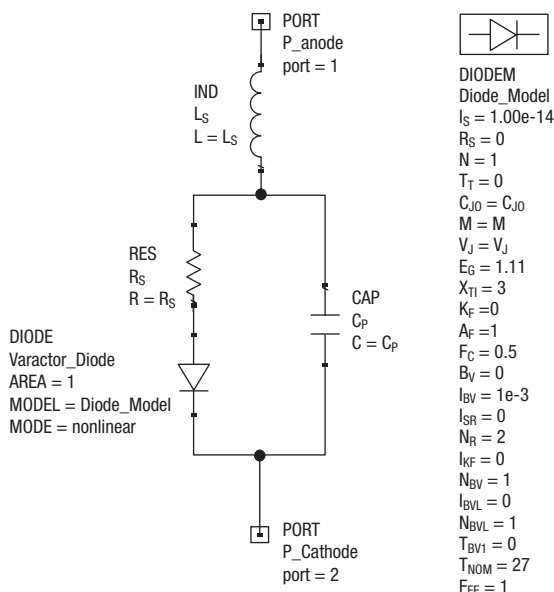 PORT
P_anode
port = 1
IND
LS
L = LS
RES
RS
R = RS
CAP
CP
C = CP
DIODE
Varactor_Diode
AREA = 1
MODEL = Diode_Model
MODE = nonlinear
PORT
P_Cathode
port = 2
DIODEM
Diode_Model
IS = 1.00e-14
RS = 0
N = 1
TT = 0
CJ0 = CJ0
M = M
VJ = VJ
EG = 1.11
XTI = 3
KF =0
AF =1
FC = 0.5
BV = 0
IBV = 1e-3
ISR = 0
NR = 2
IKF = 0
NBV = 1
IBVL = 0
NBVL = 1
TBV1 = 0
TNOM = 27
FFE = 1